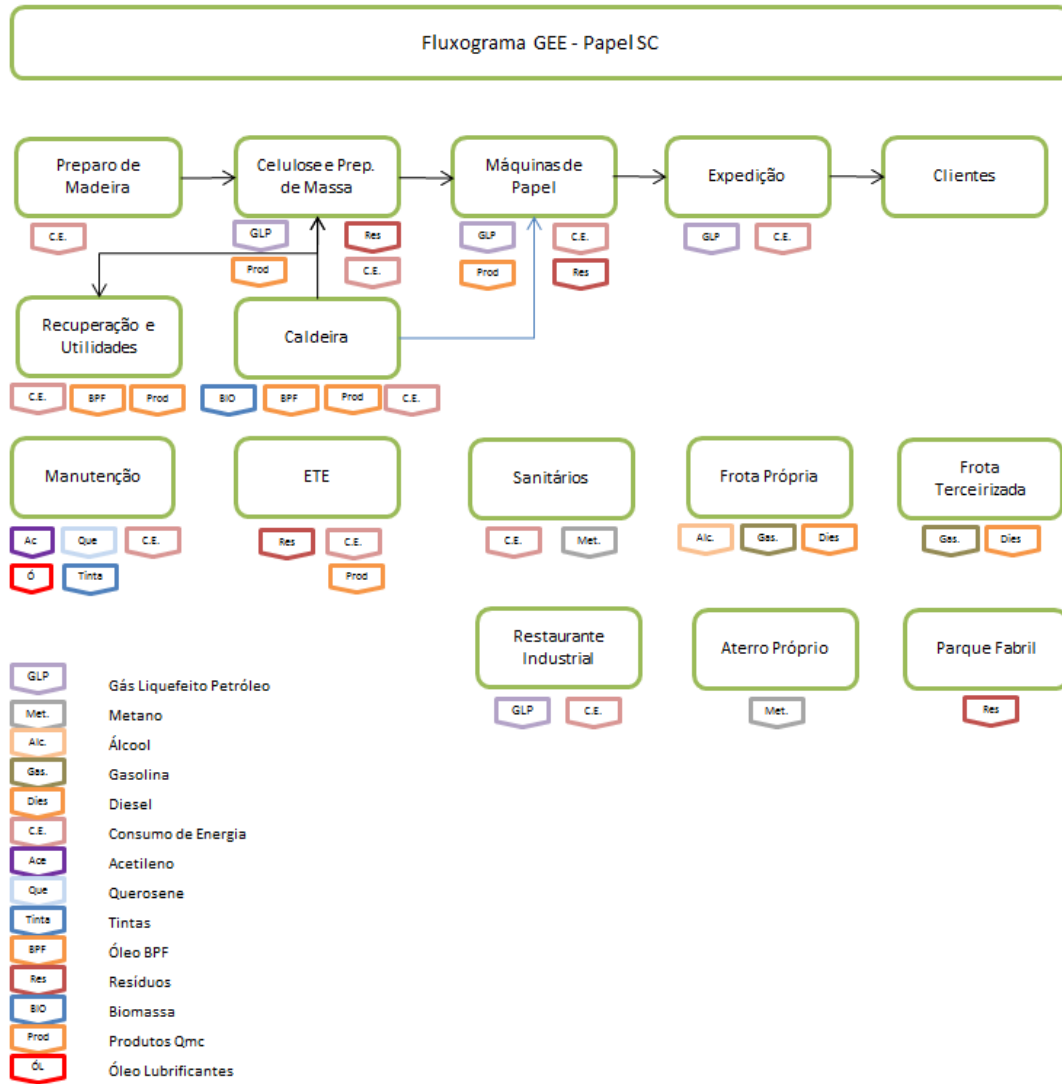 Fluxograma GEE - Papel SC
Preparo de
Madeira
Celulose e Prep.
de Massa
Máquinas de
Papel
Expedição
Clientes
C.E.
GLP
Res
Prod
C.E.
GLP
C.E.
Prod
Res
GLP
C.E.
Recuperação e
Utilidades
Caldeira
C.E.
BPF
Prod
BIO
BPF
Prod
C.E.
Manutenção
ETE
Sanitários
Frota Própria
Frota
Terceirizada
Ac
Que
C.E.
Ó
Tinta
Res
C.E.
Prod
C.E.
Met.
Alc.
Gas.
Dies
Gas.
Dies
Restaurante
Industrial
Aterro Próprio
Parque Fabril
GLP
C.E.
Met.
Res
GLP Gás Liquefeito Petróleo
Met. Metano
Alc. Álcool
Gas. Gasolina
Dies Diesel
C.E. Consumo de Energia
Ace Acetileno
Que Querosene
Tinta Tintas
BPF Óleo BPF
Res Resíduos
BIO Biomassa
Prod Produtos Qmc
ÓL Óleo Lubrificantes